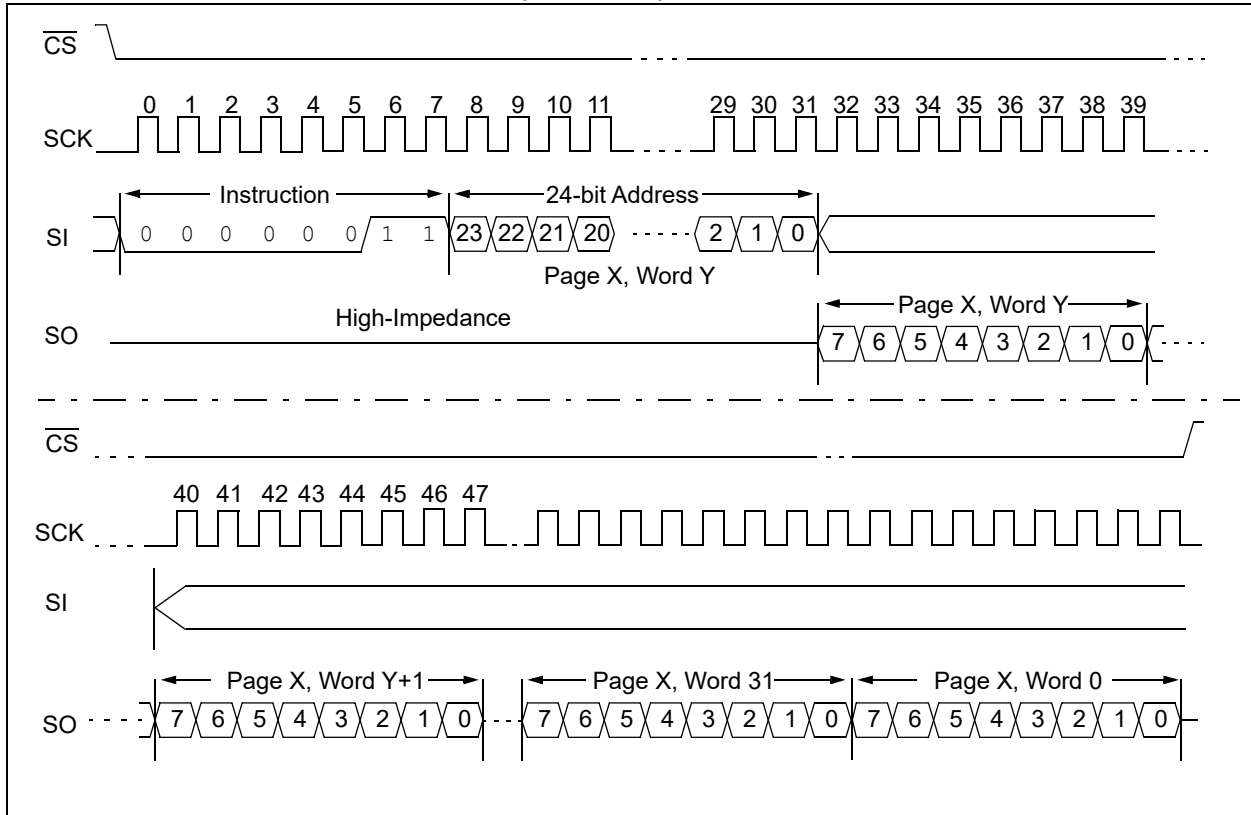 CS
0 1 2 3 4 5 6 7 8 9 10 11 29 30 31 32 33 34 35 36 37 38 39
SCK
Instruction 24-bit Address
SI 0 0 0 0 0 0 1 1 23 22 21 20 2 1 0
Page X, Word Y
High-Impedance Page X, Word Y
SO 7 6 5 4 3 2 1 0
CS
40 41 42 43 44 45 46 47
SCK
SI
Page X, Word Y+1 Page X, Word 31 Page X, Word 0
SO 7 6 5 4 3 2 1 0 7 6 5 4 3 2 1 0 7 6 5 4 3 2 1 0